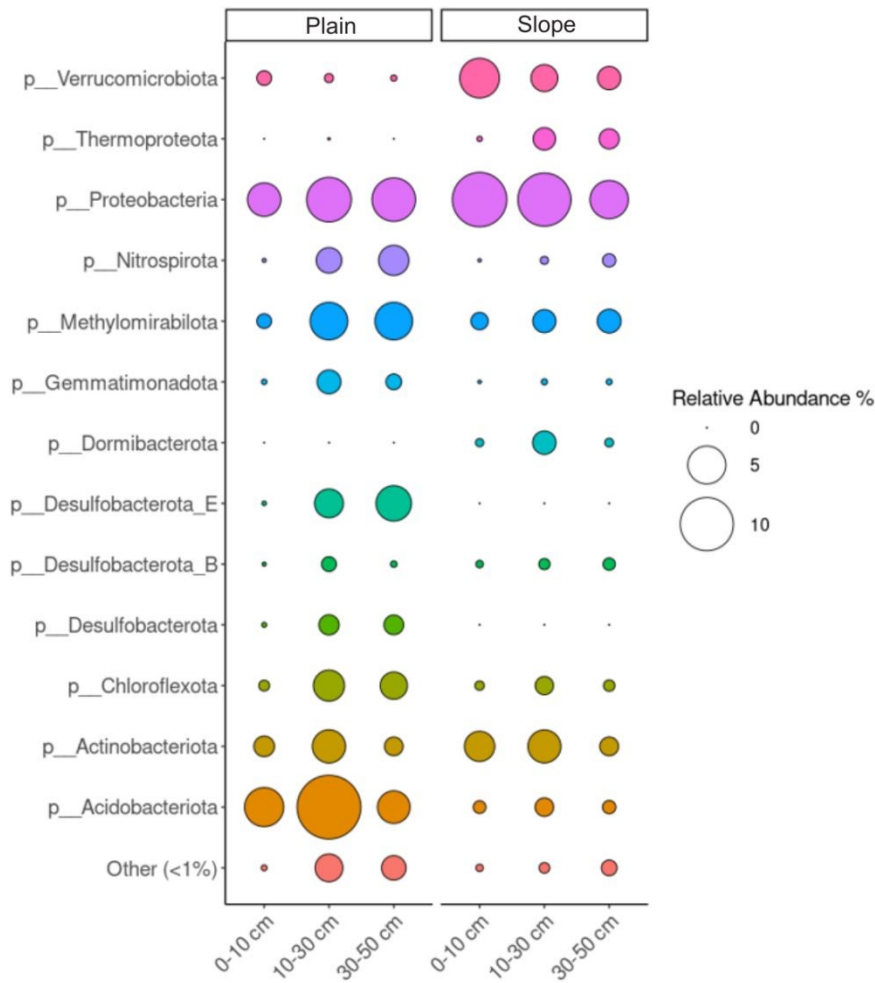 Plain
Slope
p__Verrucomicrobiota
p__Thermoproteota
p__Proteobacteria
p__Nitrospirota
p__Methylomirabilota
p__Gemmatimonadota
p__Dormibacterota
p__Desulfobacterota_E
p__Desulfobacterota_B
p__Desulfobacterota
p__Chloroflexota
p__Actinobacteriota
p__Acidobacteriota
Other (<1%)
0-10 cm
10-30 cm
30-50 cm
0-10 cm
10-30 cm
30-50 cm
Relative Abundance %
0
5
10